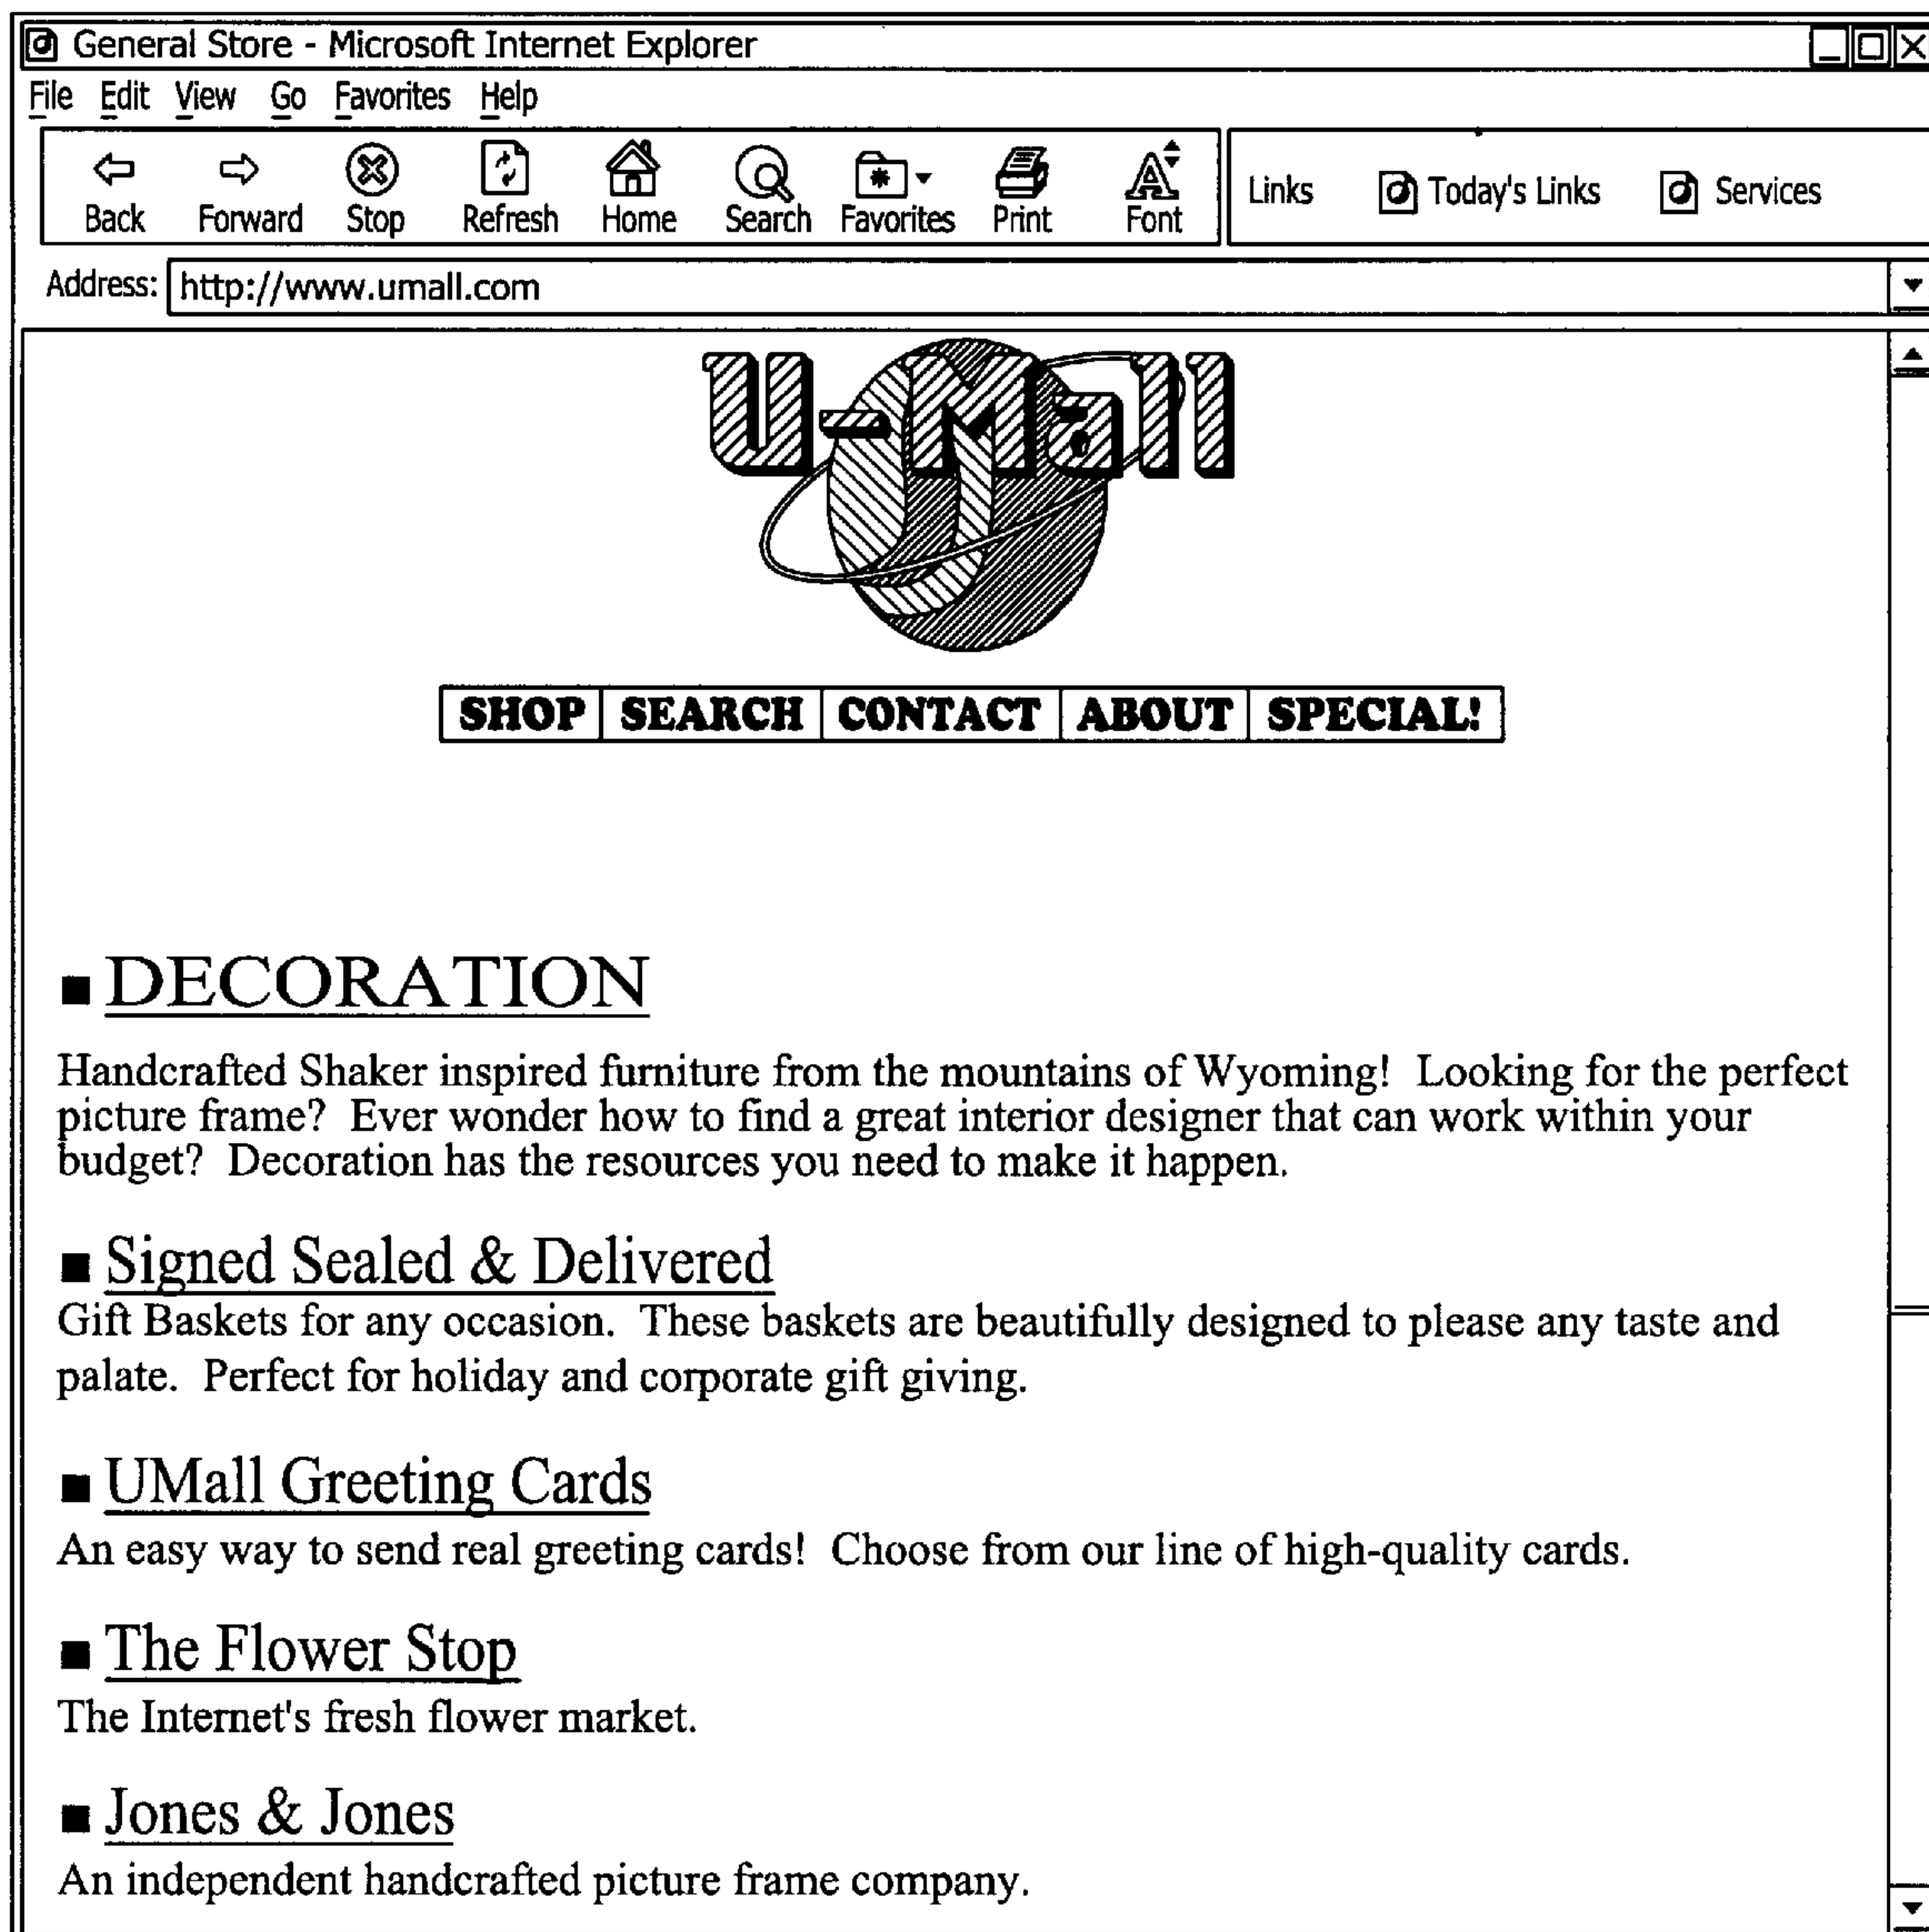 General Store - Microsoft Internet Explorer
File Edit View Go Favorites Help
Back Forward Stop Refresh Home Search Favorites Print Font Links Today's Links Services
Address: http://www.umall.com
U-Mall
SHOP SEARCH CONTACT ABOUT SPECIAL!
DECORATION
Handcrafted Shaker inspired furniture from the mountains of Wyoming! Looking for the perfect
picture frame? Ever wonder how to find a great interior designer that can work within your
budget? Decoration has the resources you need to make it happen.
Signed Sealed & Delivered
Gift Baskets for any occasion. These baskets are beautifully designed to please any taste and
palate. Perfect for holiday and corporate gift giving.
UMall Greeting Cards
An easy way to send real greeting cards! Choose from our line of high-quality cards.
The Flower Stop
The Internet's fresh flower market.
Jones & Jones
An independent handcrafted picture frame company.